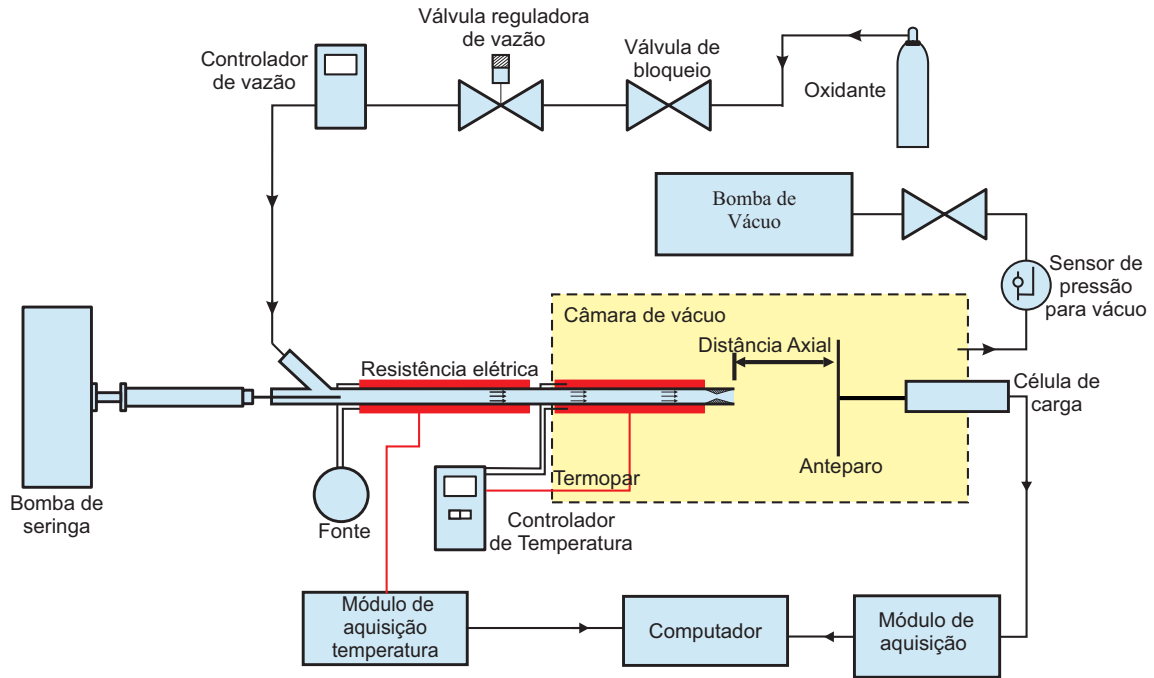 Válvula reguladora
de vazão
Controlador
de vazão
Válvula de
bloqueio
Oxidante
Bomba de
Vácuo
Sensor de
pressão
para vácuo
Câmara de vácuo
Distância Axial
Resistência elétrica
Célula de
carga
Anteparo
Termopar
Bomba de
seringa
Fonte
Controlador
de Temperatura
Módulo de
aquisição
temperatura
Computador
Módulo de
aquisição